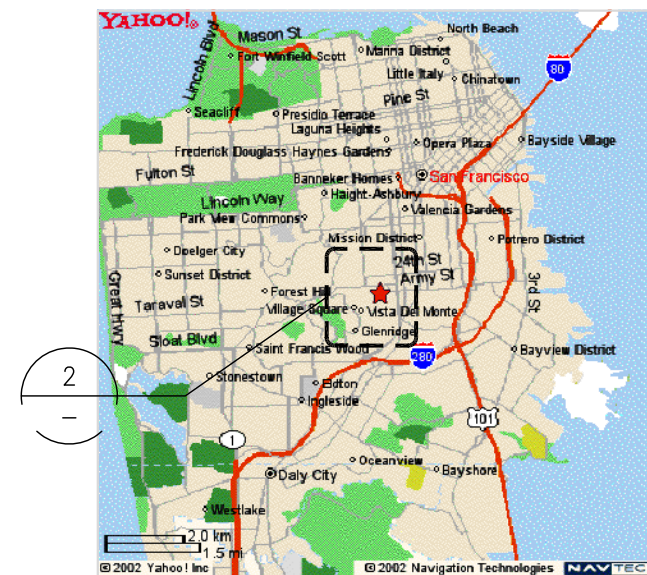 YAHOO!®
Mason St
North Beach
Lincoln Blvd
Fort Winfield Scott
Marina District
Little Italy
80
Chinatown
Pine St
Seacliff
Presidio Terrace
Laguna Heights
Opera Plaza
Bayside Village
Frederick Douglass Haynes Gardens
Fulton St
Banneker Homes
San Francisco
Lincoln Way
Haight-Ashbury
Park View Commons
Valencia Gardens
Mission District
Potrero District
Doelger City
24th St
Army St
Great Hwy
Sunset District
3rd St
Forest Hill
Taraval St
Village Square
Vista Del Monte
Glenridge
Sloat Blvd
Saint Francis Wood
280
Bayview District
2
–
Stonestown
Eldton
Ingleside
101
1
Oceanview
Bayshore
Daly City
Westlake
2.0 km
1.5 mi
© 2002 Yahoo! Inc
© 2002 Navigation Technologies
NAVTEC